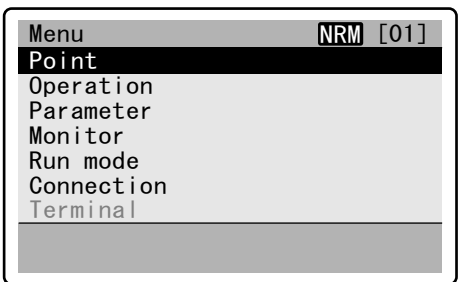 Menu NRM [01]
Point
Operation
Parameter
Monitor
Run mode
Connection
Terminal